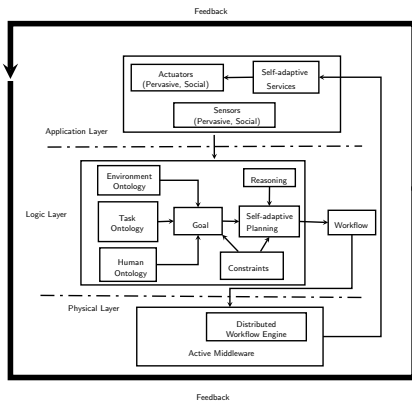 Feedback
Actuators
(Pervasive, Social)
Self-adaptive
Services
Sensors
(Pervasive, Social)
Application Layer
Environment
Ontology
Reasoning
Logic Layer
Task
Ontology
Goal
Self-adaptive
Planning
Workflow
Human
Ontology
Constraints
Physical Layer
Distributed
Workflow Engine
Active Middleware
Feedback